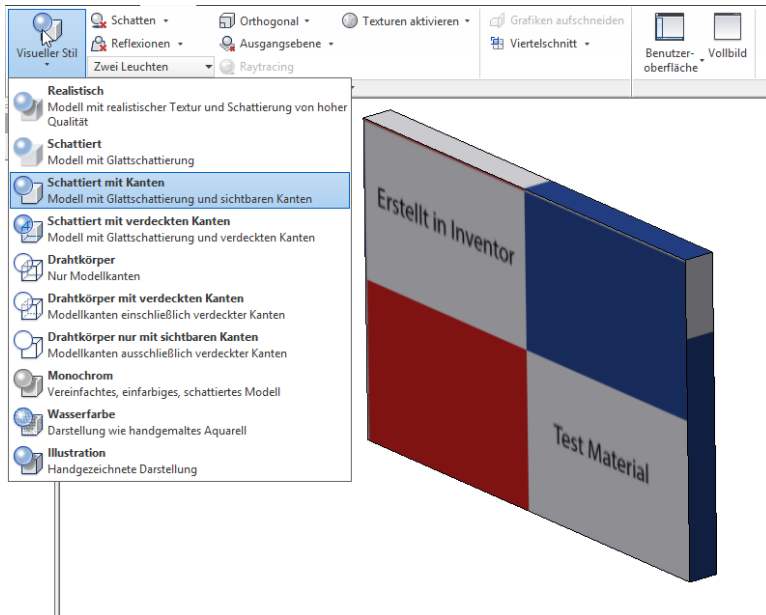 Visueller Stil
Schatten
Reflexionen
Zwei Leuchten
Orthogonal
Ausgangsebene
Raytracing
Texturen aktivieren
Grafiken aufschneiden
Viertelschnitt
Benutzer-
oberfläche
Vollbild
Realistisch
Modell mit realistischer Textur und Schattierung von hoher
Qualität
Schattiert
Modell mit Glattschattierung
Schattiert mit Kanten
Modell mit Glattschattierung und sichtbaren Kanten
Schattiert mit verdeckten Kanten
Modell mit Glattschattierung und verdeckten Kanten
Drahtkörper
Nur Modellkanten
Drahtkörper mit verdeckten Kanten
Modellkanten einschließlich verdeckter Kanten
Drahtkörper nur mit sichtbaren Kanten
Modellkanten ausschließlich verdeckter Kanten
Monochrom
Vereinfachtes, einfarbiges, schattiertes Modell
Wasserfarbe
Darstellung wie handgemaltes Aquarell
Illustration
Handgezeichnete Darstellung
Erstellt in Inventor
Test Material